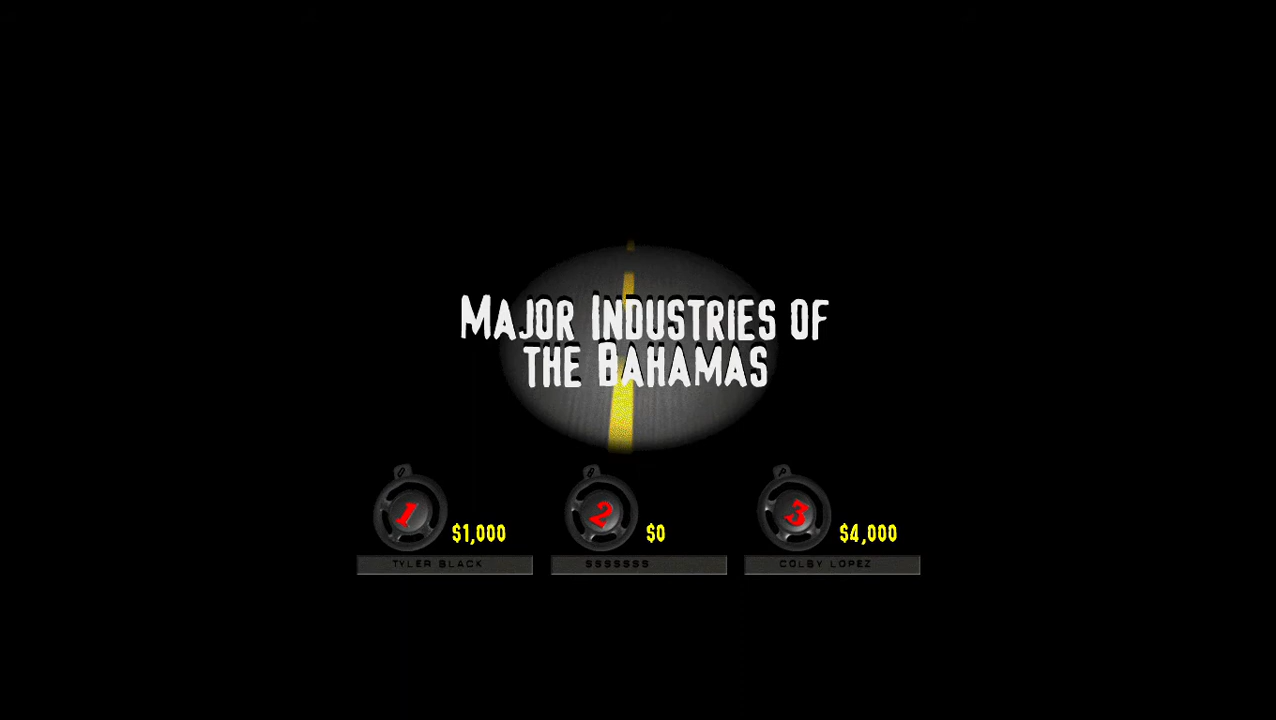 Major Industries of
the Bahamas
1
2
3
$1,000
$0
$4,000
TYLER BLACK
SSSSSSS
COLBY LOPEZ